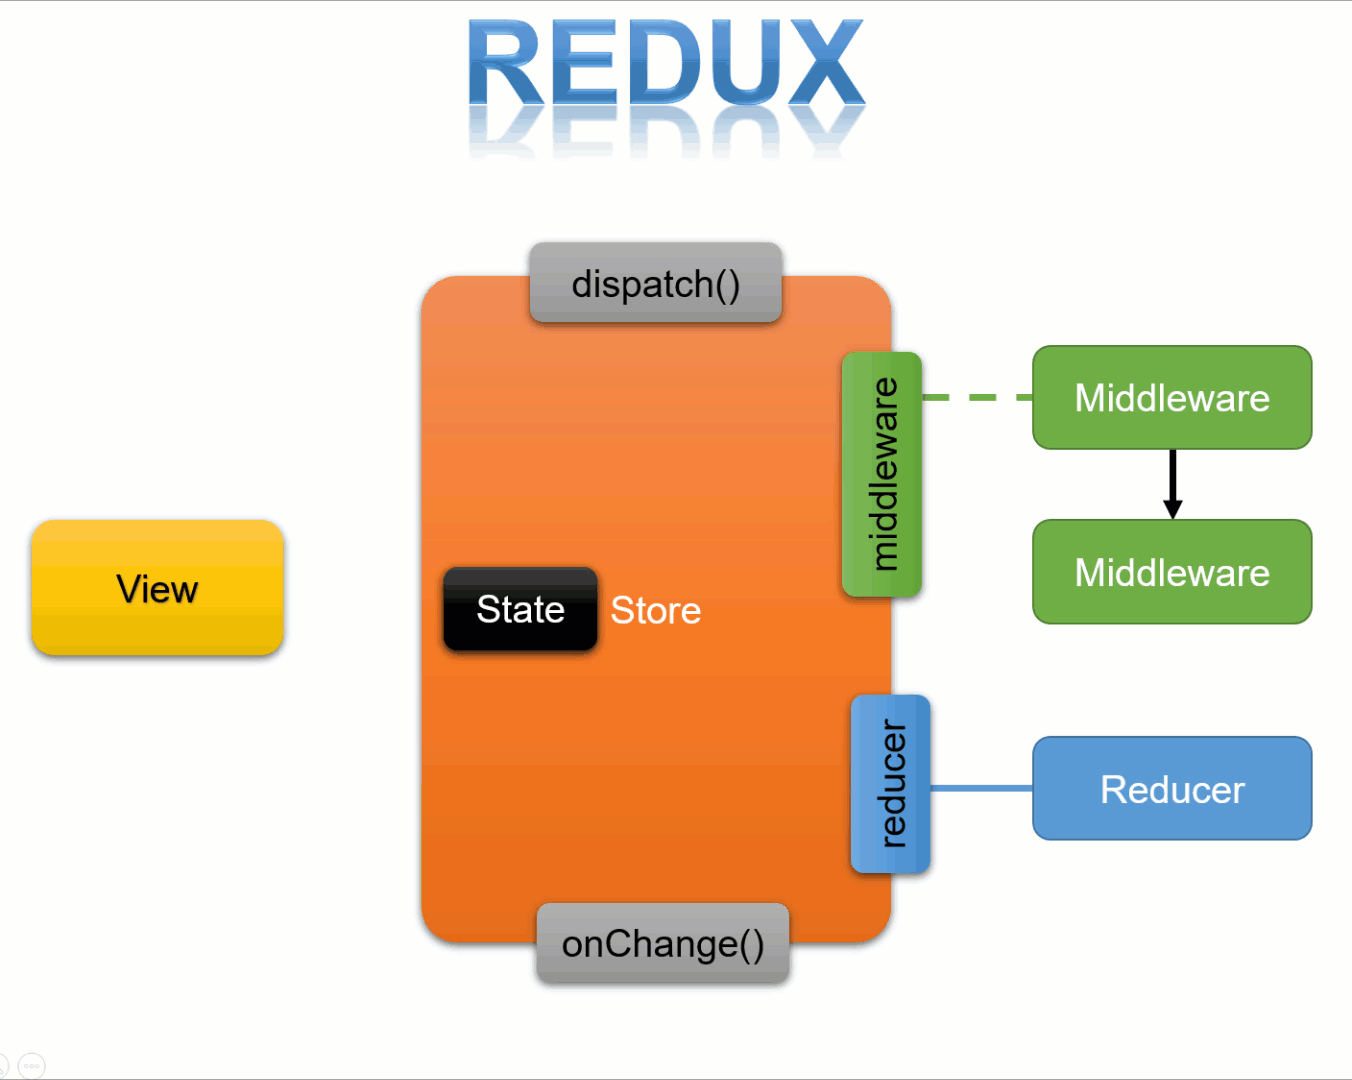 REDUX
dispatch()
middleware
Middleware
Middleware
View
State
Store
reducer
Reducer
onChange()